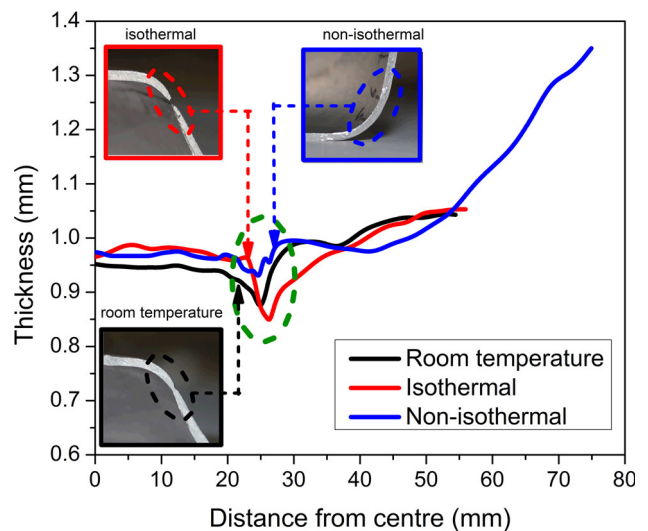 isothermal
non-isothermal
room temperature
Thickness (mm)
1.4
1.3
1.2
1.1
1.0
0.9
0.8
0.7
0.6
0
10
20
30
40
50
60
70
80
Distance from centre (mm)
Room temperature
Isothermal
Non-isothermal